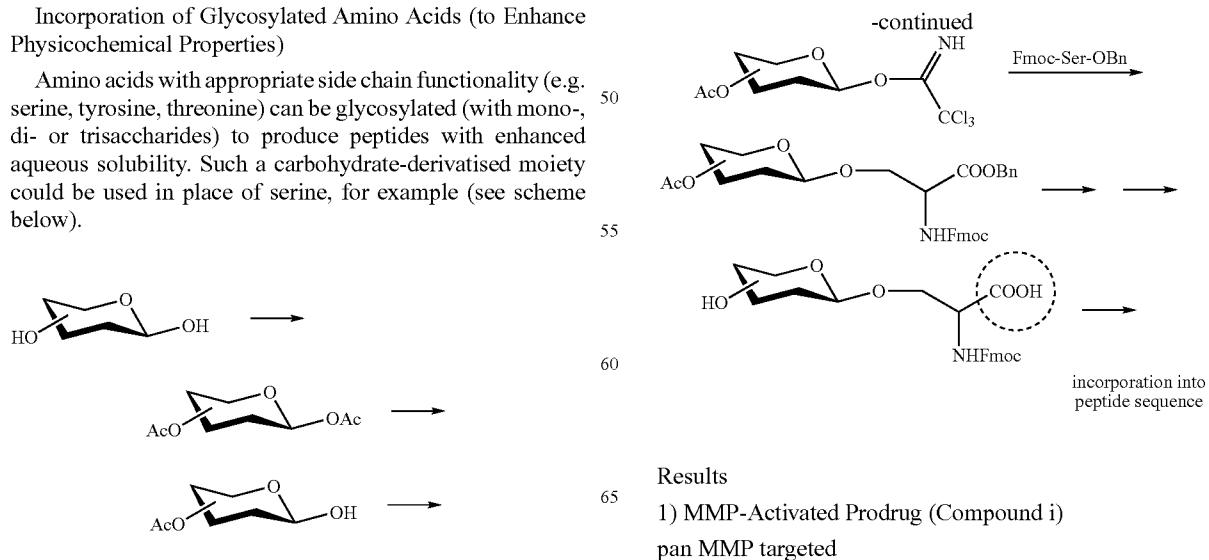 Incorporation of Glycosylated Amino Acids (to Enhance
Physicochemical Properties)
Amino acids with appropriate side chain functionality (e.g.
serine, tyrosine, threonine) can be glycosylated (with mono-,
di- or trisaccharides) to produce peptides with enhanced
aqueous solubility. Such a carbohydrate-derivatised moiety
could be used in place of serine, for example (see scheme
below).
O
HO
OH
O
AcO
OAc
O
AcO
OH
50
55
60
65
-continued
O
NH
AcO
O
CCl3
Fmoc-Ser-OBn
O
AcO
O
COOBn
NHFmoc
O
HO
O
COOH
NHFmoc
incorporation into
peptide sequence
Results
1) MMP-Activated Prodrug (Compound i)
pan MMP targeted